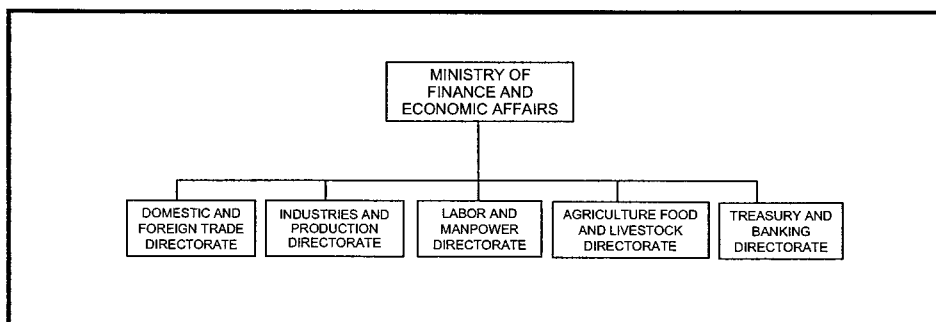 MINISTRY OF
FINANCE AND
ECONOMIC AFFAIRS
DOMESTIC AND
FOREIGN TRADE
DIRECTORATE
INDUSTRIES AND
PRODUCTION
DIRECTORATE
LABOR AND
MANPOWER
DIRECTORATE
AGRICULTURE FOOD
AND LIVESTOCK
DIRECTORATE
TREASURY AND
BANKING
DIRECTORATE